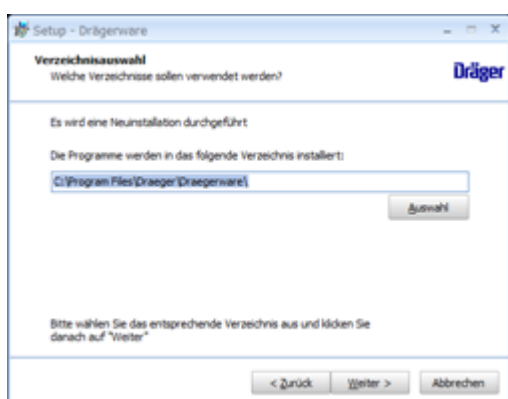 Setup - Drägerware
Verzeichnisauswahl
Welche Verzeichnisse sollen verwendet werden?
Dräger
Es wird eine Neuinstallation durchgeführt
Die Programme werden in das folgende Verzeichnis installiert:
C:\Program Files\Draeger\Draegerware\
Auswahl
Bitte wählen Sie das entsprechende Verzeichnis aus und klicken Sie
danach auf "Weiter"
< Zurück
Weiter >
Abbrechen